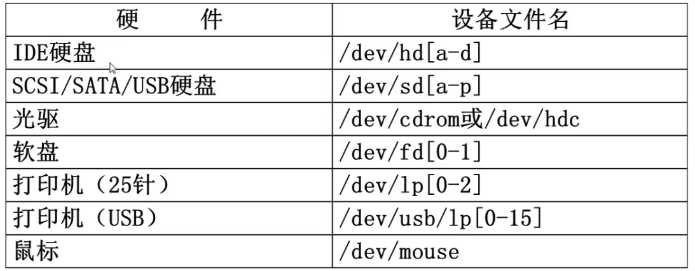 硬 件 设备文件名
IDE硬盘 /dev/hd[a-d]
SCSI/SATA/USB硬盘 /dev/sd[a-p]
光驱 /dev/cdrom或/dev/hdc
软盘 /dev/fd[0-1]
打印机（25针） /dev/lp[0-2]
打印机（USB） /dev/usb/lp[0-15]
鼠标 /dev/mouse